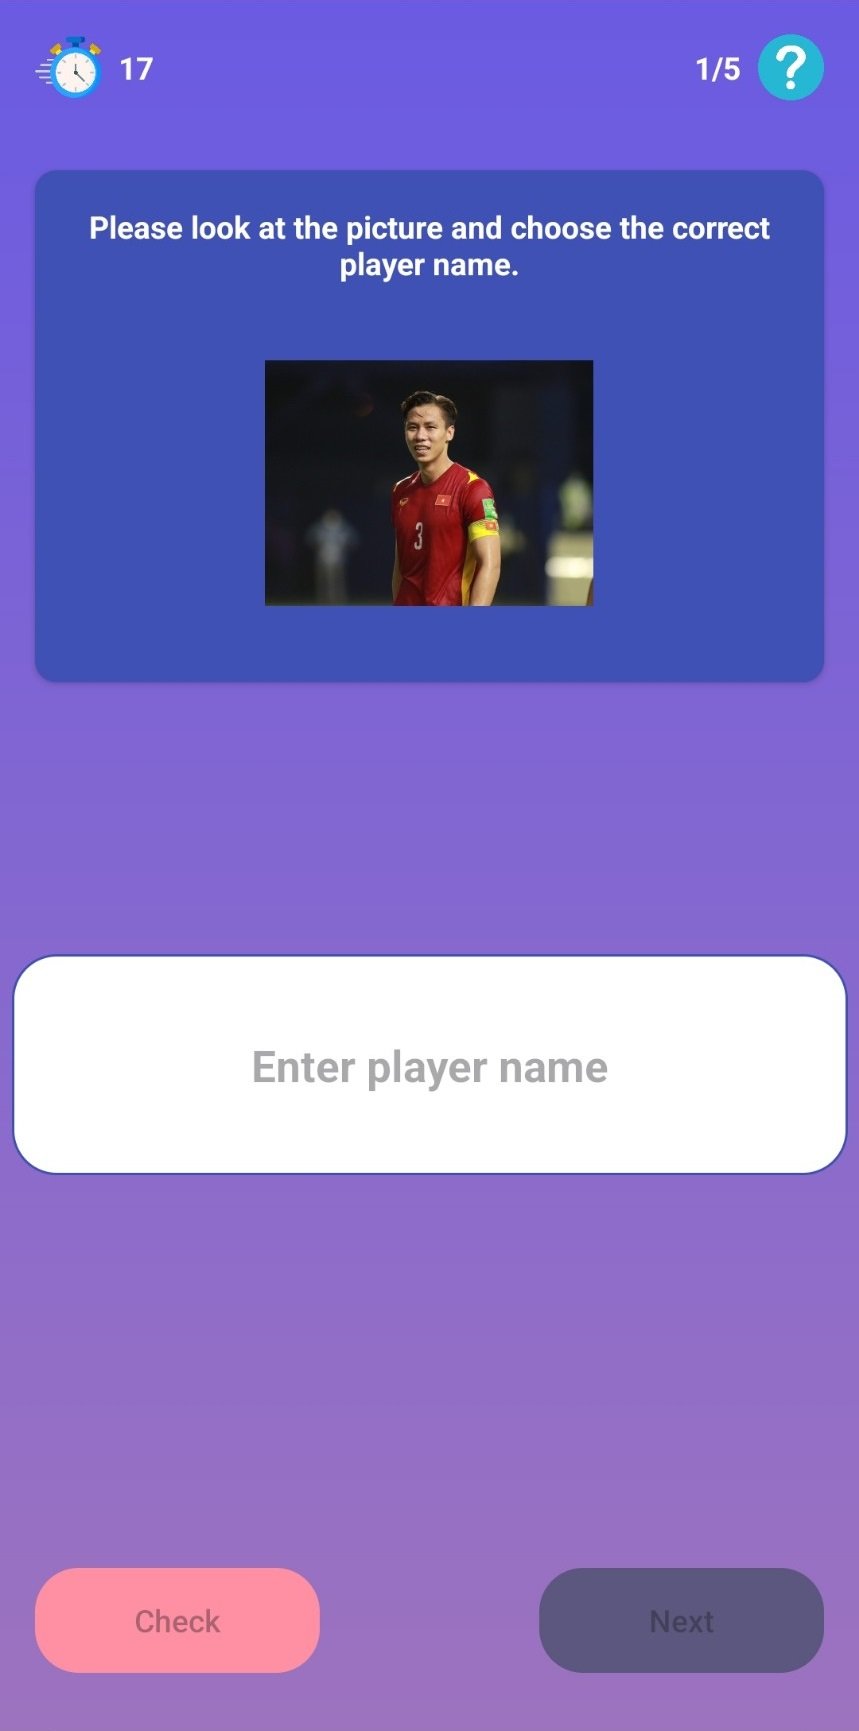 17
1/5
Please look at the picture and choose the correct
player name.
3
Enter player name
Check
Next